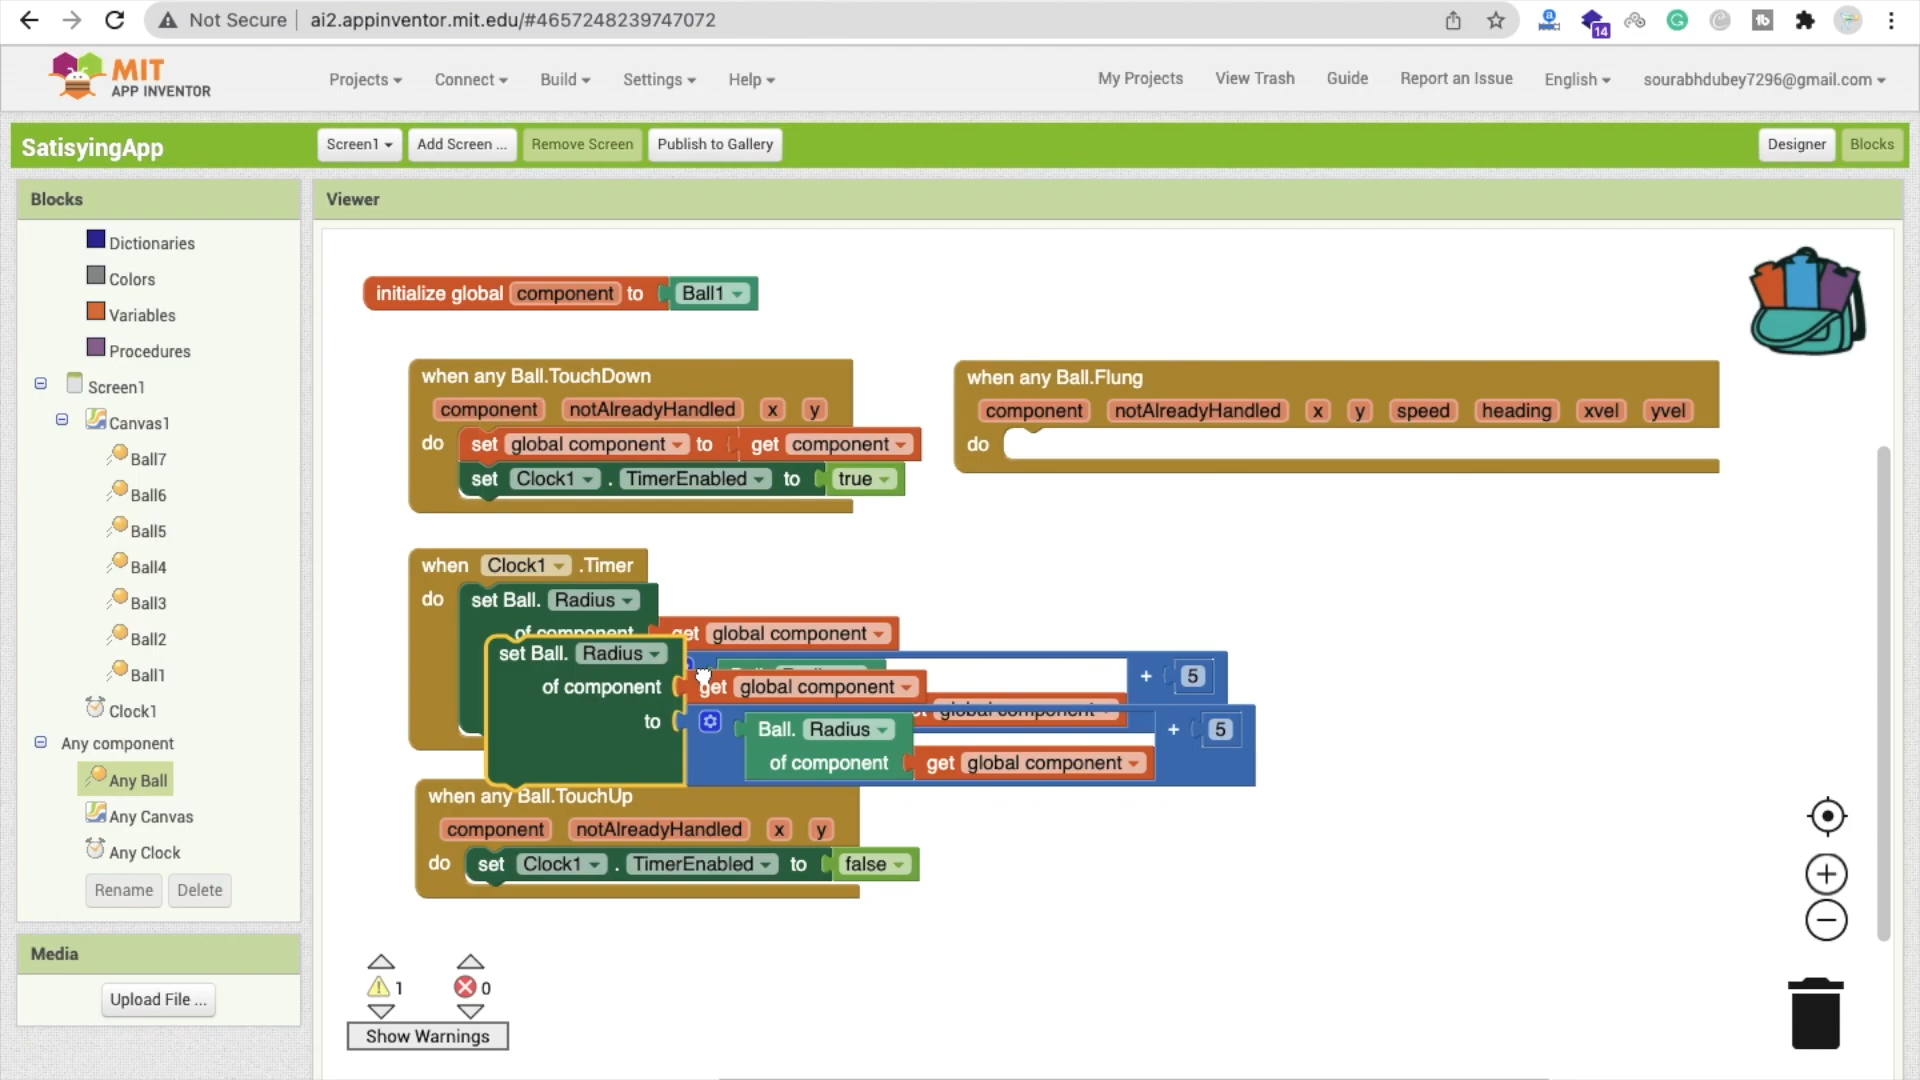 Not Secure ai2.appinventor.mit.edu/#4657248239747072
14
MIT APP INVENTOR
Projects Connect Build Settings Help My Projects View Trash Guide Report an Issue English sourabhdubey7296@gmail.com
SatisyingApp Screen1 Add Screen ... Remove Screen Publish to Gallery Designer Blocks
Blocks
Dictionaries
Colors
Variables
Procedures
Screen1
Canvas1
Ball7
Ball6
Ball5
Ball4
Ball3
Ball2
Ball1
Clock1
Any component
Any Ball
Any Canvas
Any Clock
Rename Delete
Media
Upload File ...
Viewer
initialize global component to Ball1
when any Ball.TouchDown
component notAlreadyHandled x y
do set global component to get component
set Clock1 . TimerEnabled to true
when any Ball.Flung
component notAlreadyHandled x y speed heading xvel yvel
do
when Clock1 .Timer
do set Ball. Radius
of component get global component
+ 5
global component
set Ball. Radius
of component get global component
to Ball. Radius + 5
of component get global component
when any Ball.TouchUp
component notAlreadyHandled x y
do set Clock1 . TimerEnabled to false
1 0
Show Warnings